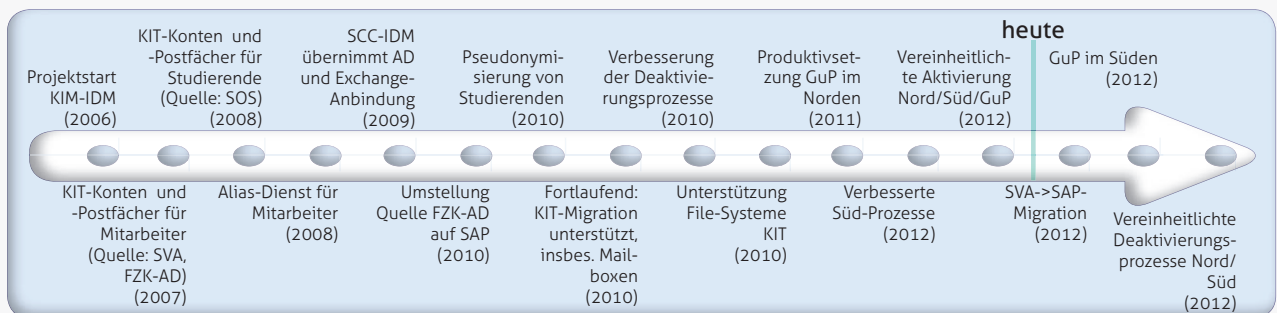 Projektstart
KIM-IDM
(2006)
KIT-Konten und
-Postfächer für
Mitarbeiter
(Quelle: SVA,
FZK-AD)
(2007)
KIT-Konten und
-Postfächer für
Studierende
(Quelle: SOS)
(2008)
Alias-Dienst für
Mitarbeiter
(2008)
SCC-IDM
übernimmt AD
und Exchange-
Anbindung
(2009)
Umstellung
Quelle FZK-AD
auf SAP
(2010)
Pseudonymi-
sierung von
Studierenden
(2010)
Fortlaufend:
KIT-Migration
unterstützt,
insbes. Mail-
boxen
(2010)
Verbesserung
der Deaktivie-
rungsprozesse
(2010)
Unterstützung
File-Systeme
KIT
(2010)
Produktivset-
zung GuP im
Norden
(2011)
Verbesserte
Süd-Prozesse
(2012)
Vereinheitlich-
te Aktivierung
Nord/Süd/GuP
(2012)
heute
SVA->SAP-
Migration
(2012)
GuP im Süden
(2012)
Vereinheitlichte
Deaktivierungs-
prozesse Nord/
Süd
(2012)